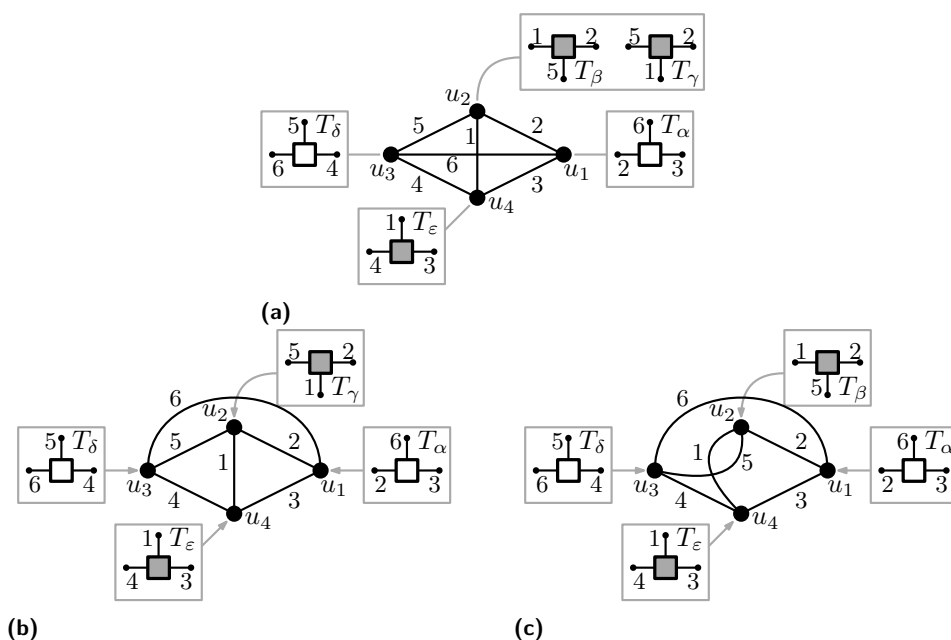 1 2 5 2
5 T_β 1 T_γ
u_2
5 T_δ 5 1 2 6 T_α
6 4 u_3 6 u_1 2 3
4 3
1 T_ε u_4
4 3
(a)
5 2 1 2
6 1 T_γ 6 5 T_β
u_2 u_2
5 T_δ 5 1 2 6 T_α 5 T_δ 1 5 2 6 T_α
6 4 u_3 4 3 u_1 2 3 6 4 u_3 4 3 u_1 2 3
1 T_ε u_4 1 T_ε u_4
4 3 4 3
(b) (c)